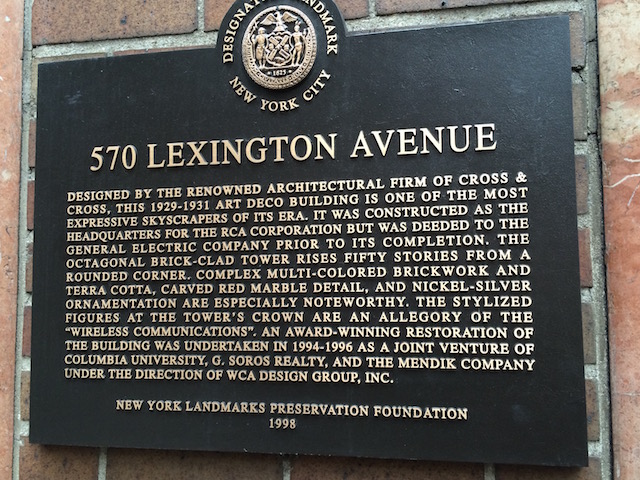 DESIGNATED LANDMARK
1625
NEW YORK CITY
570 LEXINGTON AVENUE
DESIGNED BY THE RENOWNED ARCHITECTURAL FIRM OF CROSS &
CROSS, THIS 1929-1931 ART DECO BUILDING IS ONE OF THE MOST
EXPRESSIVE SKYSCRAPERS OF ITS ERA. IT WAS CONSTRUCTED AS THE
HEADQUARTERS FOR THE RCA CORPORATION BUT WAS DEEDED TO THE
GENERAL ELECTRIC COMPANY PRIOR TO ITS COMPLETION. THE
OCTAGONAL BRICK-CLAD TOWER RISES FIFTY STORIES FROM A
ROUNDED CORNER. COMPLEX MULTI-COLORED BRICKWORK AND
TERRA COTTA, CARVED RED MARBLE DETAIL, AND NICKEL-SILVER
ORNAMENTATION ARE ESPECIALLY NOTEWORTHY. THE STYLIZED
FIGURES AT THE TOWER'S CROWN ARE AN ALLEGORY OF THE
"WIRELESS COMMUNICATIONS". AN AWARD-WINNING RESTORATION OF
THE BUILDING WAS UNDERTAKEN IN 1994-1996 AS A JOINT VENTURE OF
COLUMBIA UNIVERSITY, G. SOROS REALTY, AND THE MENDIK COMPANY
UNDER THE DIRECTION OF WCA DESIGN GROUP, INC.
NEW YORK LANDMARKS PRESERVATION FOUNDATION
1998